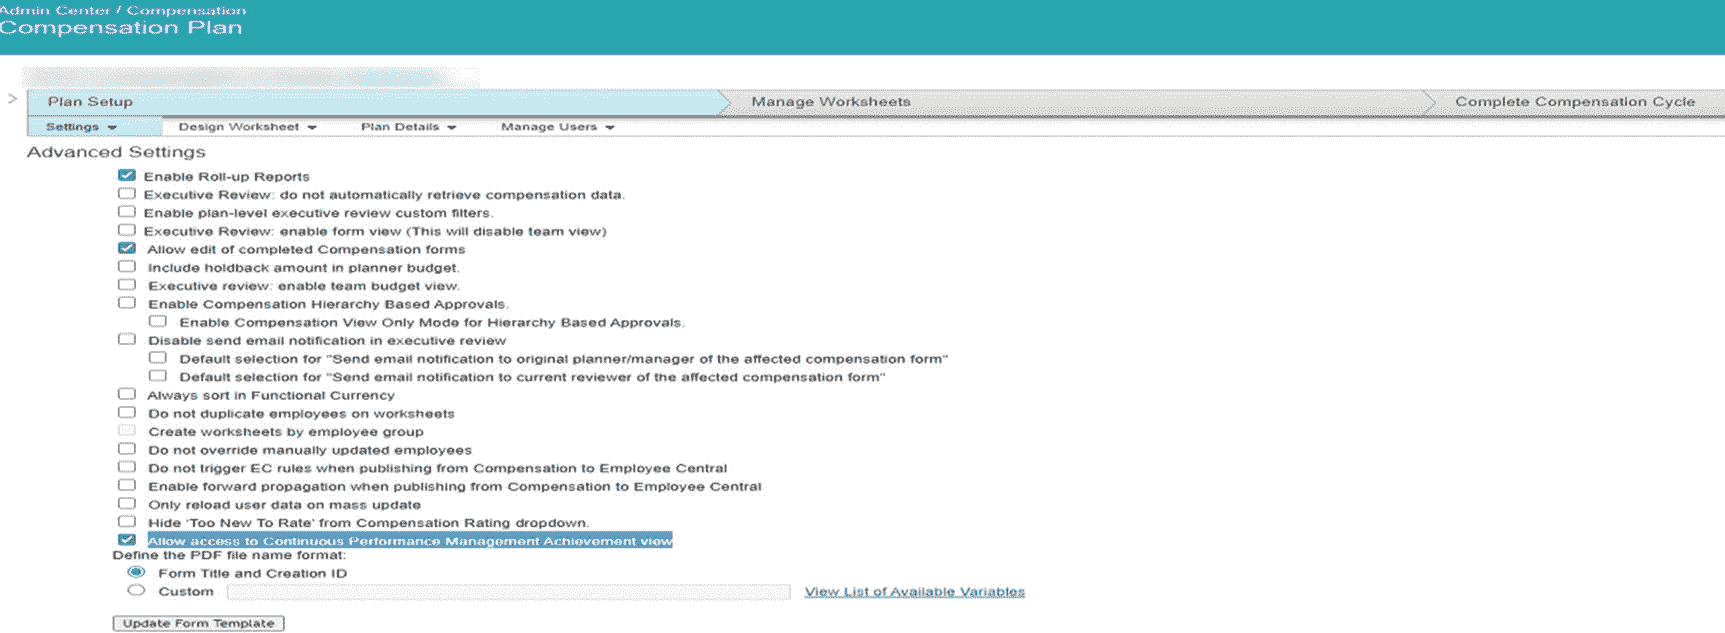 Admin Center / Compensation
Compensation Plan
Plan Setup
Manage Worksheets
Complete Compensation Cycle
Settings
Design Worksheet
Plan Details
Manage Users
Advanced Settings
Enable Roll-up Reports
Executive Review: do not automatically retrieve compensation data.
Enable plan-level executive review custom filters.
Executive Review: enable form view (This will disable team view)
Allow edit of completed Compensation forms
Include holdback amount in planner budget.
Executive review: enable team budget view.
Enable Compensation Hierarchy Based Approvals.
Enable Compensation View Only Mode for Hierarchy Based Approvals.
Disable send email notification in executive review
Default selection for "Send email notification to original planner/manager of the affected compensation form"
Default selection for "Send email notification to current reviewer of the affected compensation form"
Always sort in Functional Currency
Do not duplicate employees on worksheets
Create worksheets by employee group
Do not override manually updated employees
Do not trigger EC rules when publishing from Compensation to Employee Central
Enable forward propagation when publishing from Compensation to Employee Central
Only reload user data on mass update
Hide 'Too New To Rate' from Compensation Rating dropdown.
Allow access to Continuous Performance Management Achievement view
Define the PDF file name format:
Form Title and Creation ID
Custom
View List of Available Variables
Update Form Template